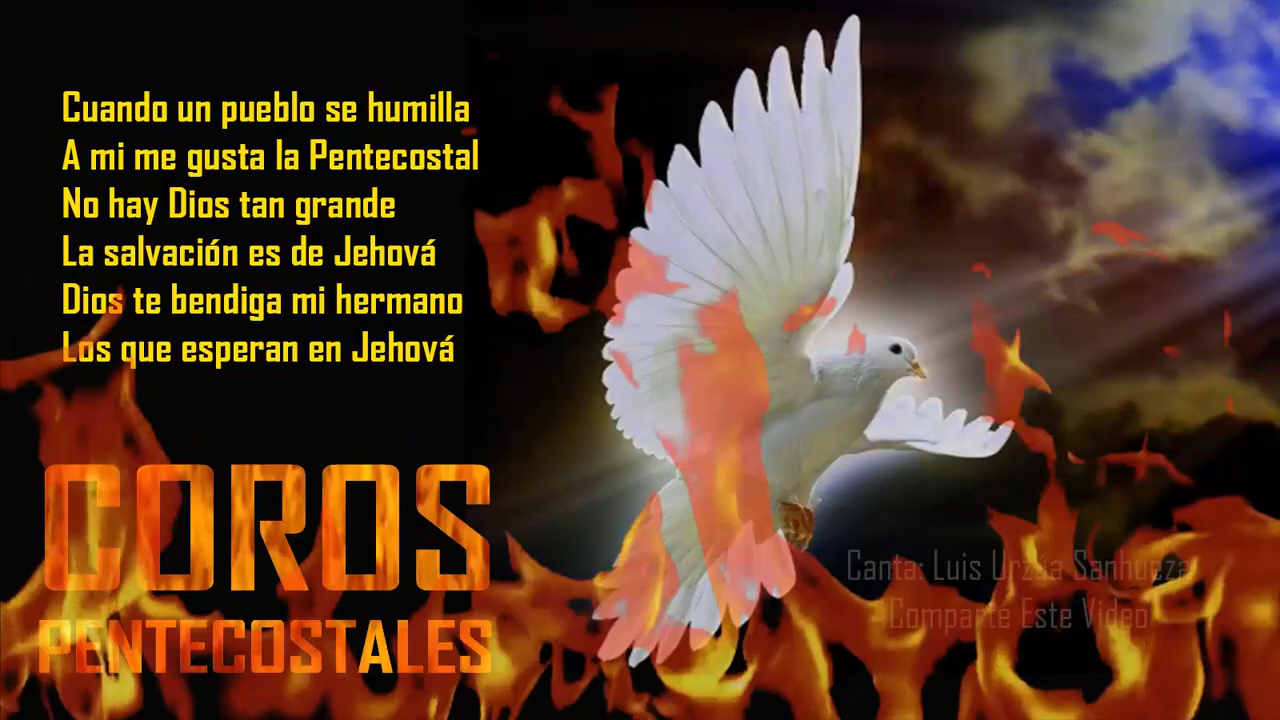 Cuando un pueblo se humilla
A mi me gusta la Pentecostal
No hay Dios tan grande
La salvación es de Jehová
Dios te bendiga mi hermano
Los que esperan en Jehová
COROS
PENTECOSTALES
Canta: Luis Urzúa Sanhueza
Comparte Este Video